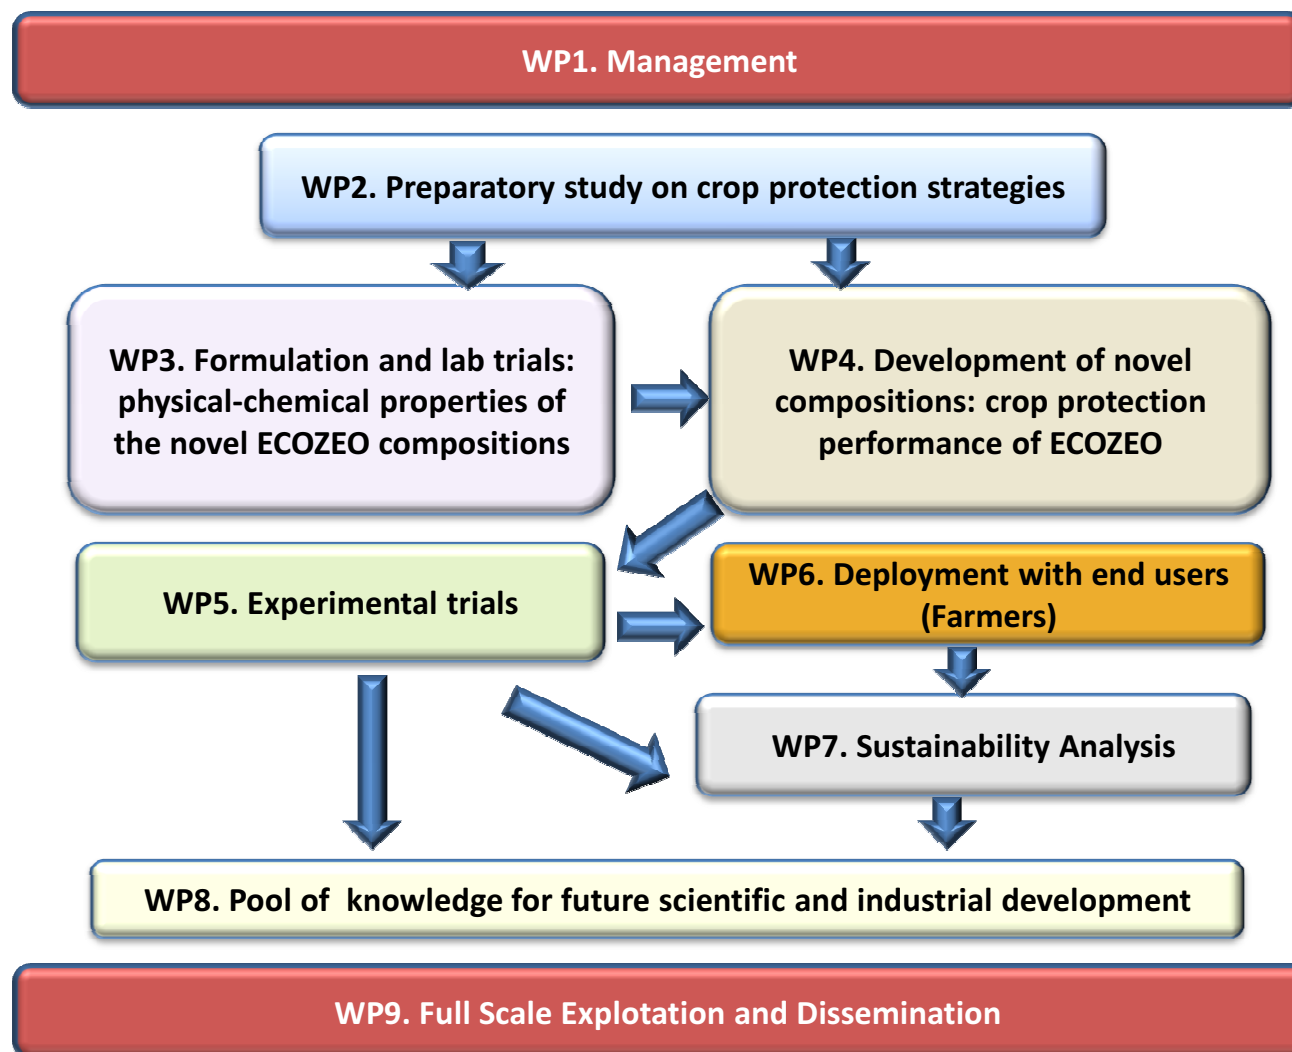 WP1. Management
WP2. Preparatory study on crop protection strategies
WP3. Formulation and lab trials:
physical-chemical properties of
the novel ECOZEO compositions
WP4. Development of novel
compositions: crop protection
performance of ECOZEO
WP5. Experimental trials
WP6. Deployment with end users
(Farmers)
WP7. Sustainability Analysis
WP8. Pool of  knowledge for future scientific and industrial development
WP9. Full Scale Explotation and Dissemination